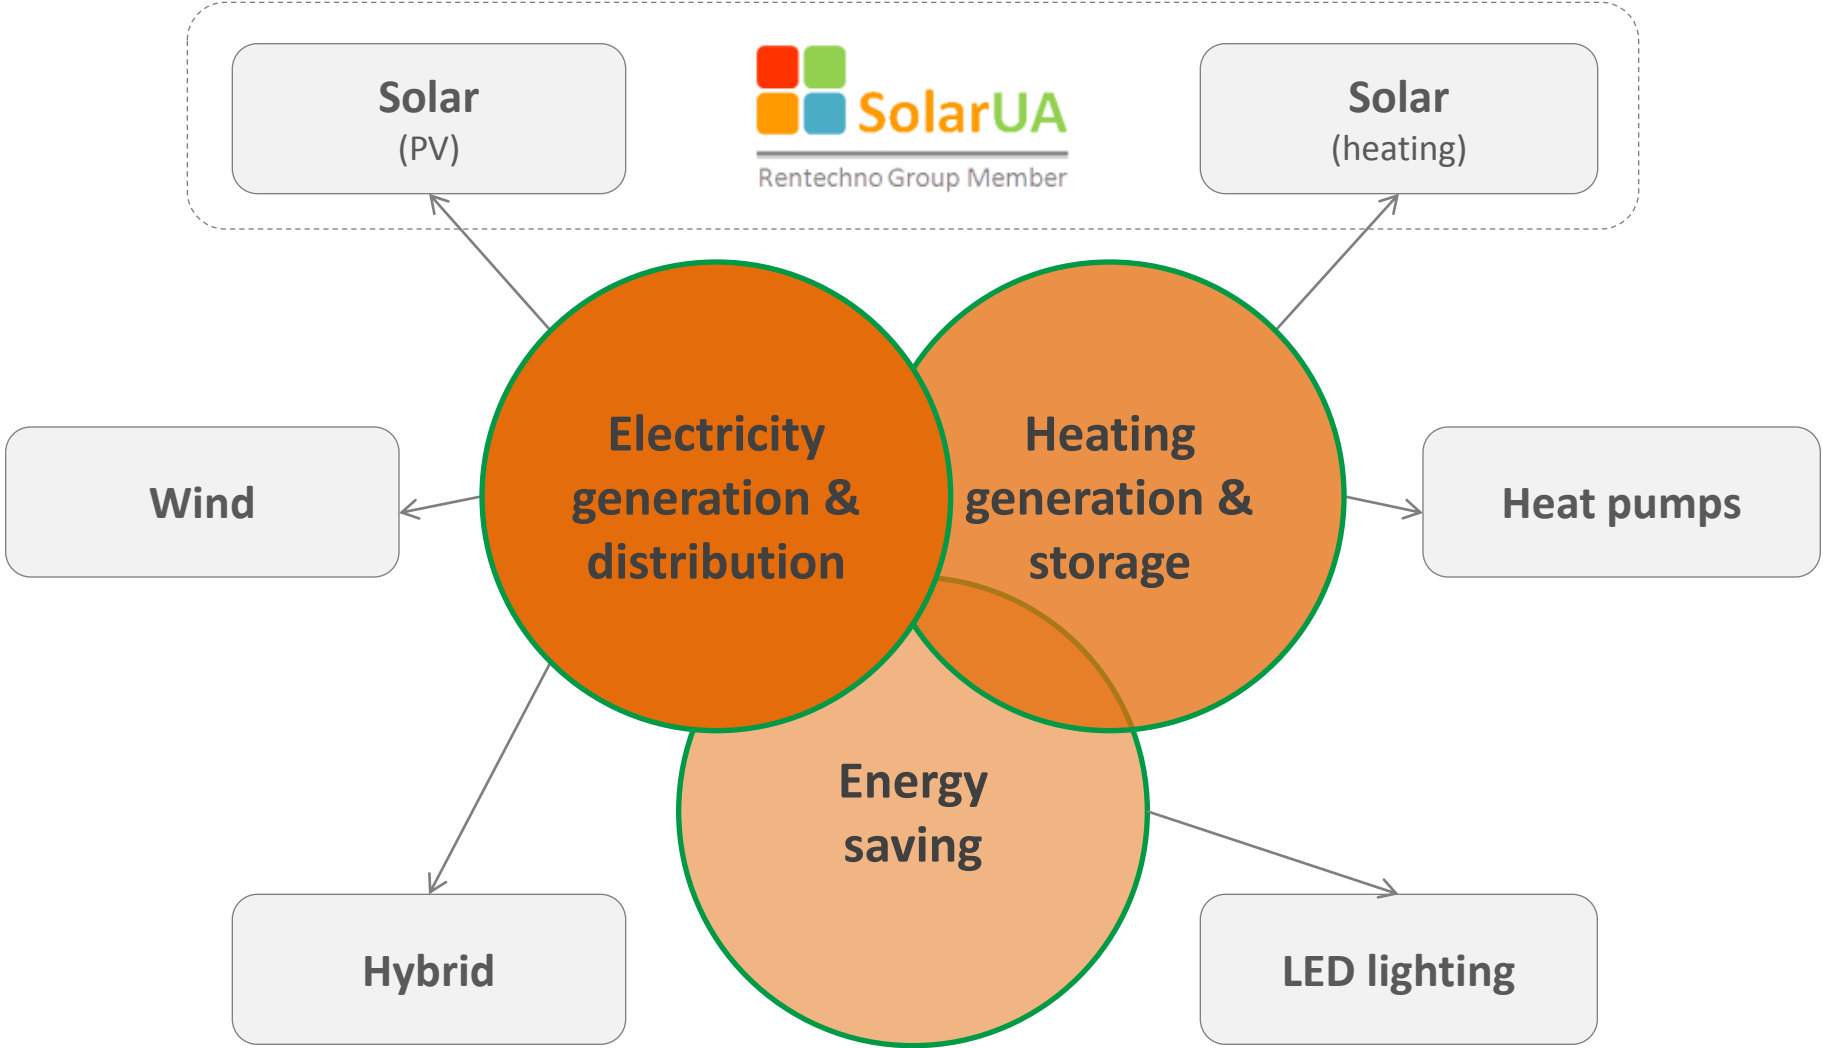 Solar
(PV)
SolarUA
Rentechno Group Member
Solar
(heating)
Electricity
generation &
distribution
Heating
generation &
storage
Wind
Heat pumps
Energy
saving
Hybrid
LED lighting